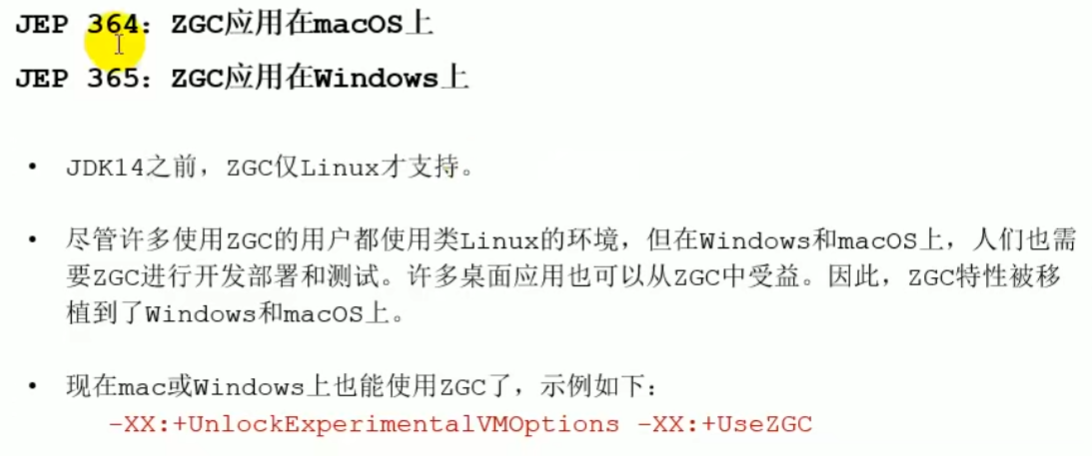 JEP 364：ZGC应用在macOS上
JEP 365：ZGC应用在Windows上
• JDK14之前，ZGC仅Linux才支持。
• 尽管许多使用ZGC的用户都使用类Linux的环境，但在Windows和macOS上，人们也需
要ZGC进行开发部署和测试。许多桌面应用也可以从ZGC中受益。因此，ZGC特性被移
植到了Windows和macOS上。
• 现在mac或Windows上也能使用ZGC了，示例如下：
-XX:+UnlockExperimentalVMOptions -XX:+UseZGC